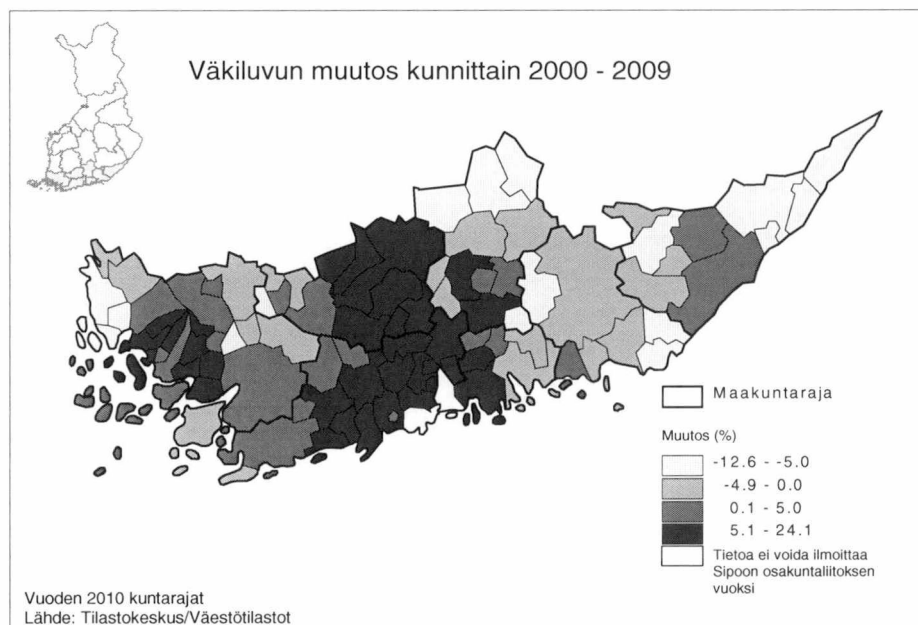 Väkiluvun muutos kunnittain 2000 - 2009
Maakuntaraja
Muutos (%)
-12.6 - -5.0
-4.9 - 0.0
0.1 - 5.0
5.1 - 24.1
Tietoa ei voida ilmoittaa
Sipoon osakuntaliitoksen
vuoksi
Vuoden 2010 kuntarajat
Lähde: Tilastokeskus/Väestötilastot